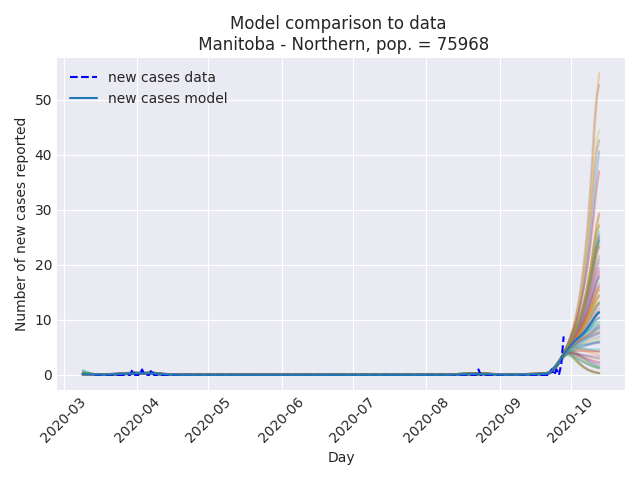 Model comparison to data
Manitoba - Northern, pop. = 75968
new cases data
new cases model
Number of new cases reported
50
40
30
20
10
0
2020-03
2020-04
2020-05
2020-06
2020-07
2020-08
2020-09
2020-10
Day